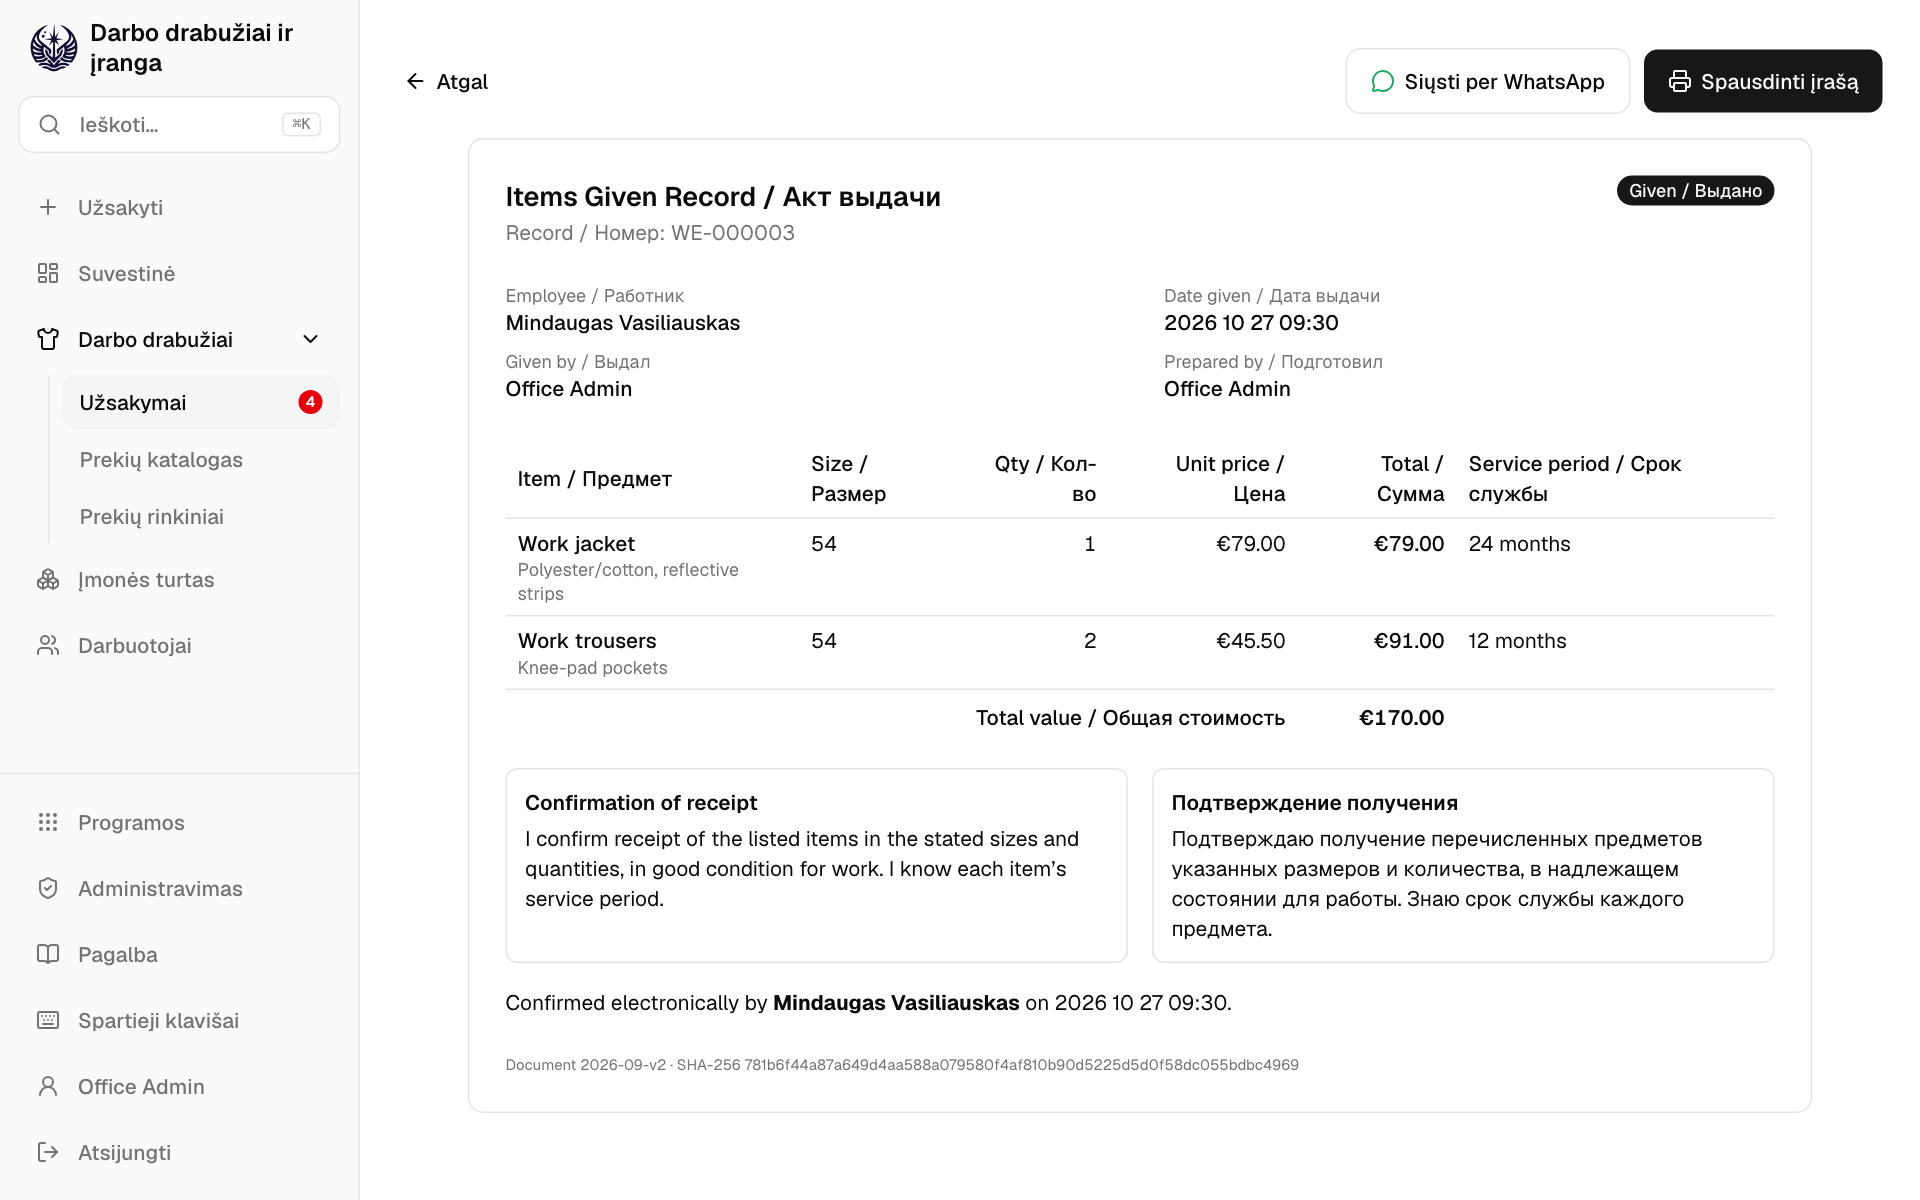 Darbo drabužiai ir
įranga
Ieškoti...
⌘K
Užsakyti
Suvestinė
Darbo drabužiai
Užsakymai
4
Prekių katalogas
Prekių rinkiniai
Įmonės turtas
Darbuotojai
Programos
Administravimas
Pagalba
Spartieji klavišai
Office Admin
Atsijungti
Atgal
Siųsti per WhatsApp
Spausdinti įrašą
Items Given Record / Акт выдачи
Given / Выдано
Record / Номер: WE-000003
Employee / Работник
Mindaugas Vasiliauskas
Date given / Дата выдачи
2026 10 27 09:30
Given by / Выдал
Office Admin
Prepared by / Подготовил
Office Admin
Item / Предмет
Size /
Размер
Qty / Кол-
во
Unit price /
Цена
Total /
Сумма
Service period / Срок
службы
Work jacket
Polyester/cotton, reflective
strips
54
1
€79.00
€79.00
24 months
Work trousers
Knee-pad pockets
54
2
€45.50
€91.00
12 months
Total value / Общая стоимость
€170.00
Confirmation of receipt
I confirm receipt of the listed items in the stated sizes and
quantities, in good condition for work. I know each item’s
service period.
Подтверждение получения
Подтверждаю получение перечисленных предметов
указанных размеров и количества, в надлежащем
состоянии для работы. Знаю срок службы каждого
предмета.
Confirmed electronically by Mindaugas Vasiliauskas on 2026 10 27 09:30.
Document 2026-09-v2 · SHA-256 781b6f44a87a649d4aa588a079580f4af810b90d5225d5d0f58dc055bdbc4969